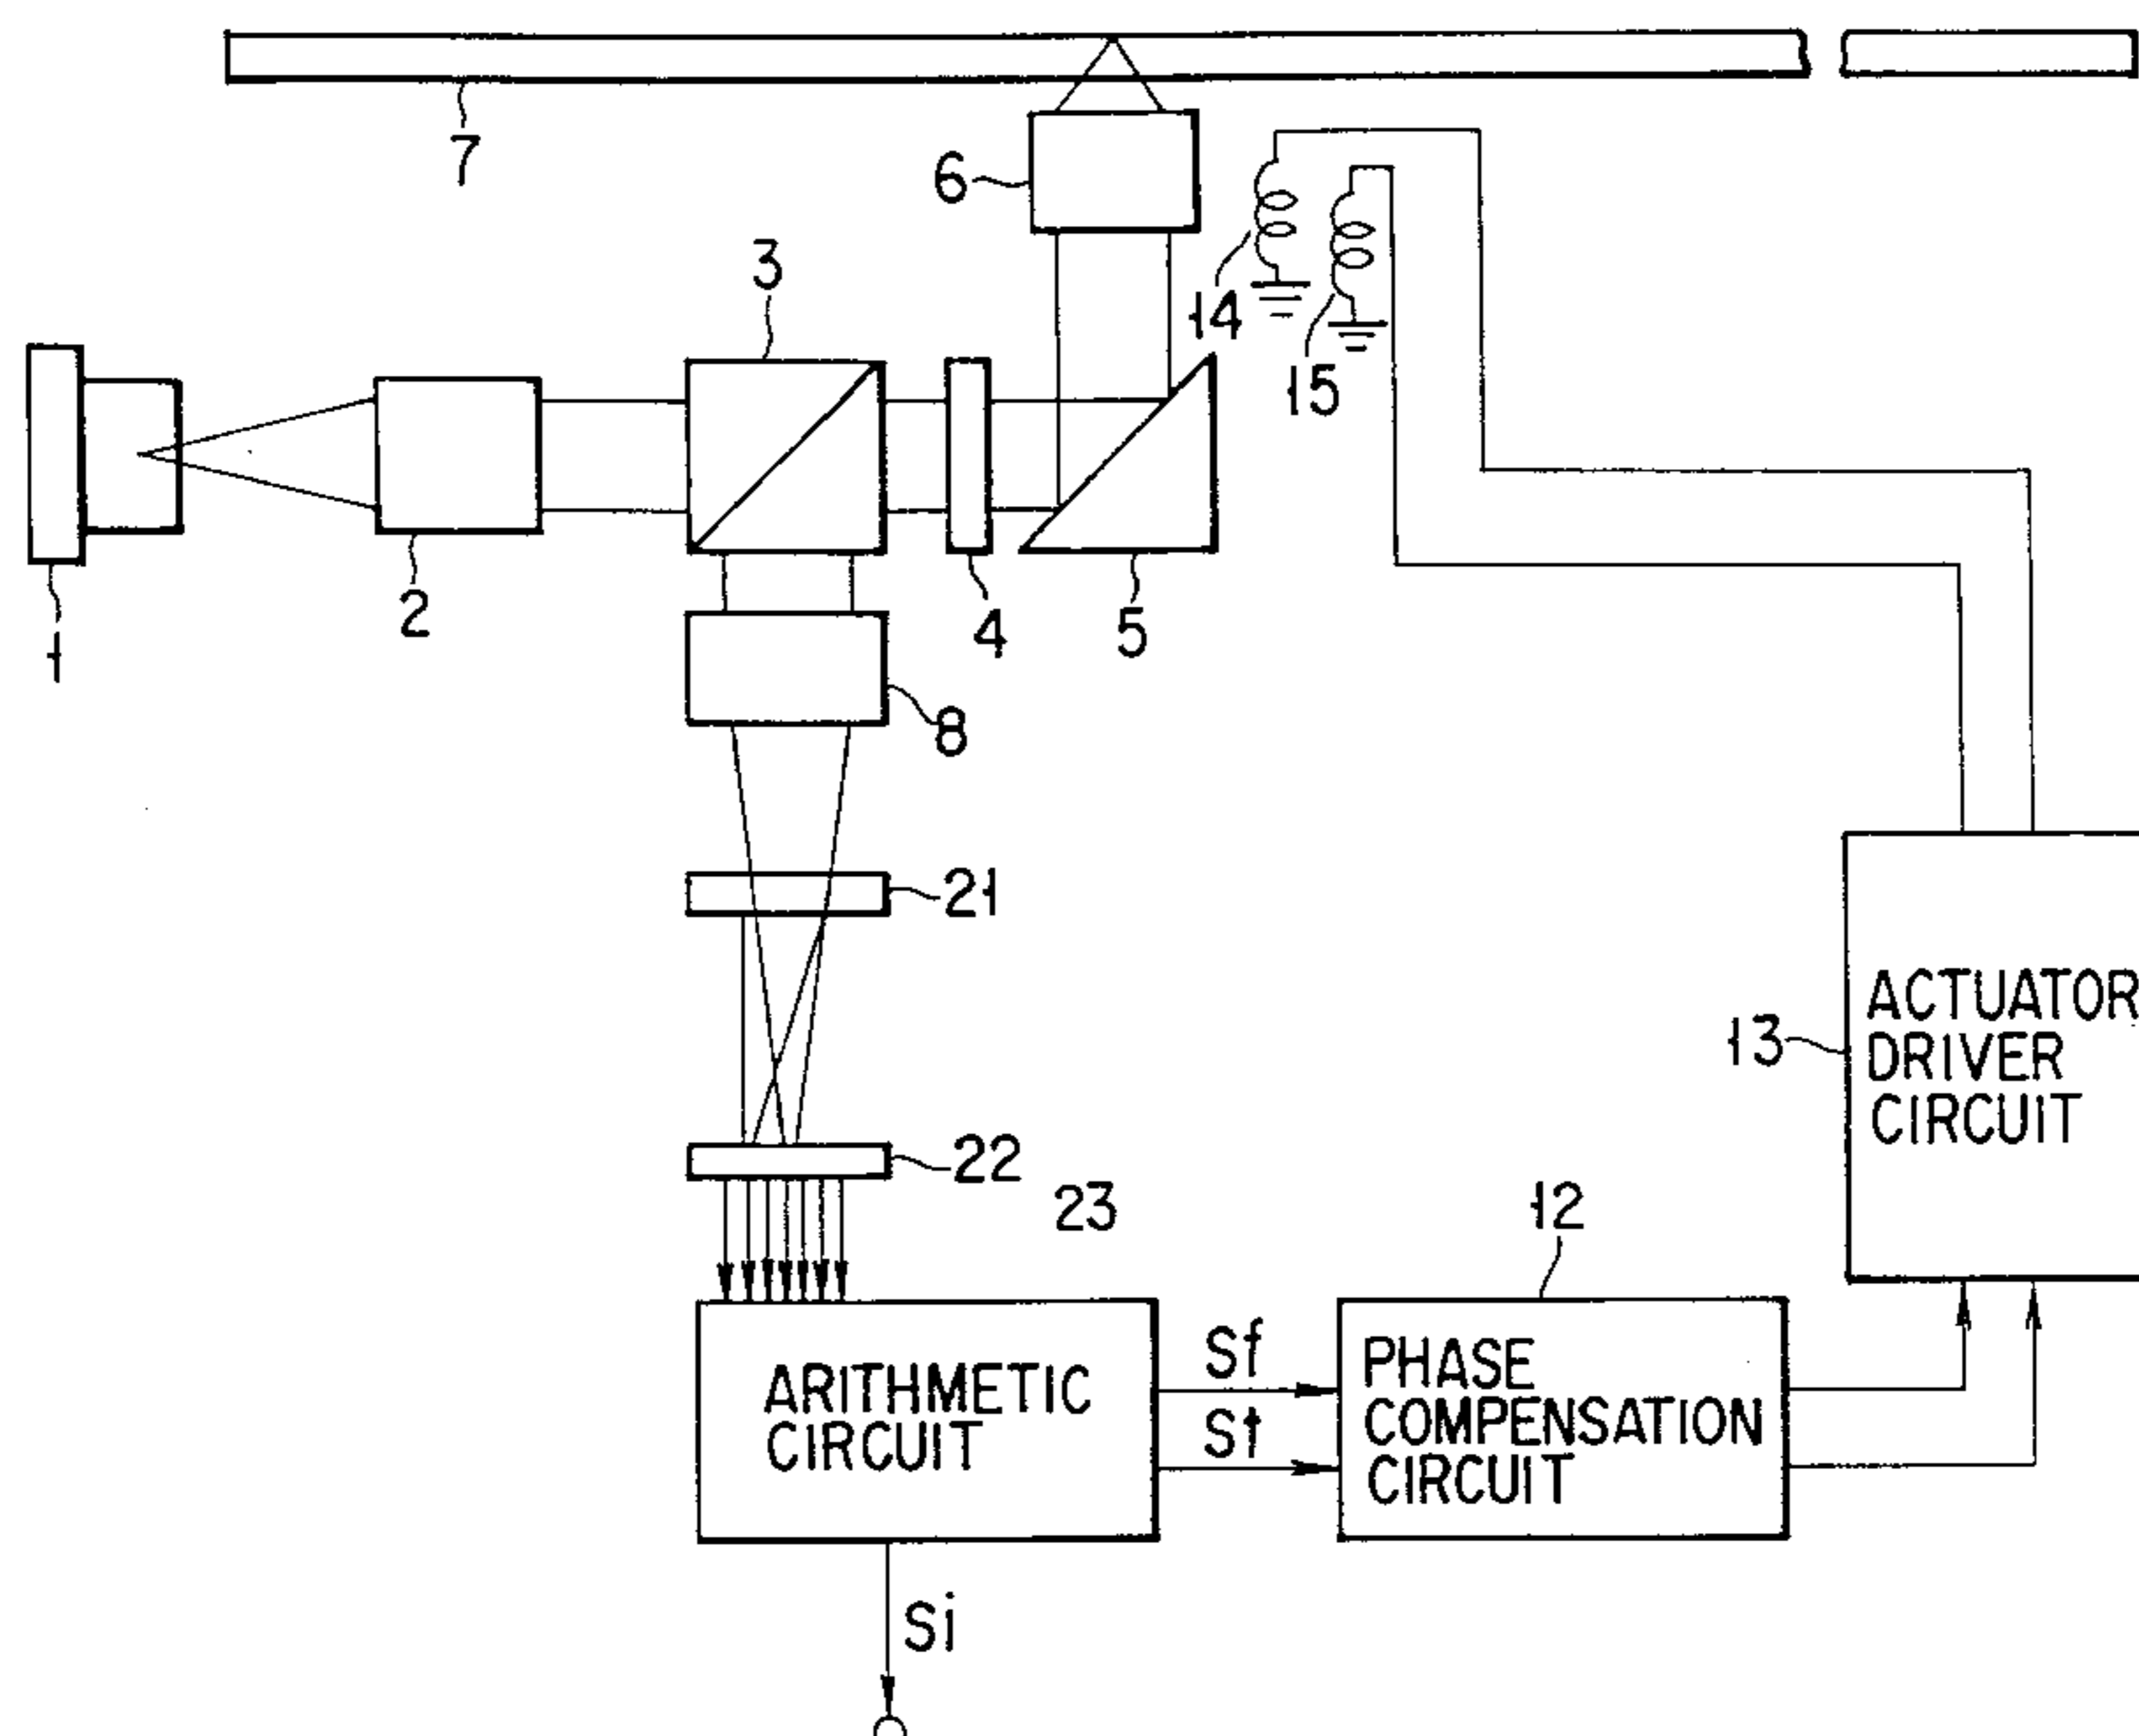 7
6
3
14
15
1
2
4
5
8
21
22
23
12
13
ACTUATOR
DRIVER
CIRCUIT
ARITHMETIC
CIRCUIT
Sf
St
PHASE
COMPENSATION
CIRCUIT
Si